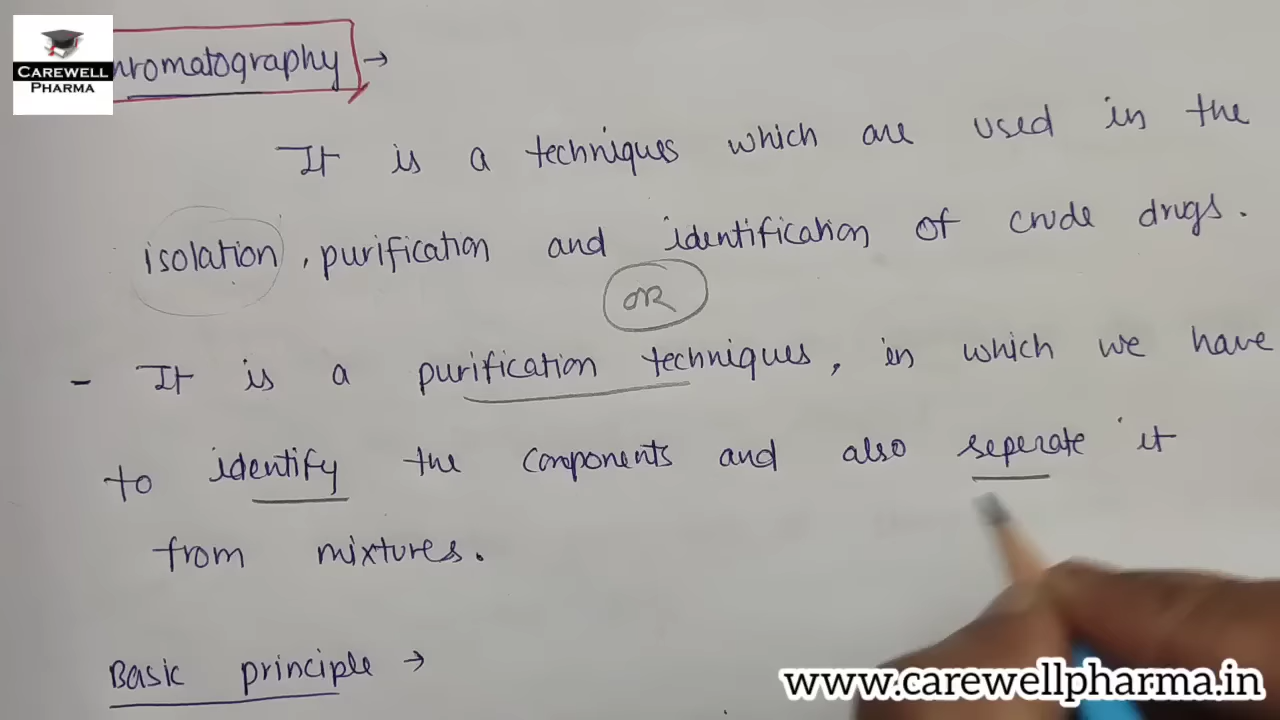 CAREWELL
PHARMA
hromatography →
It is a techniques which are used in the
isolation, purification and identification of crude drugs.
OR
- It is a purification techniques, in which we have
to identify the components and also seperate it
from mixtures.
Basic principle →
www.carewellpharma.in